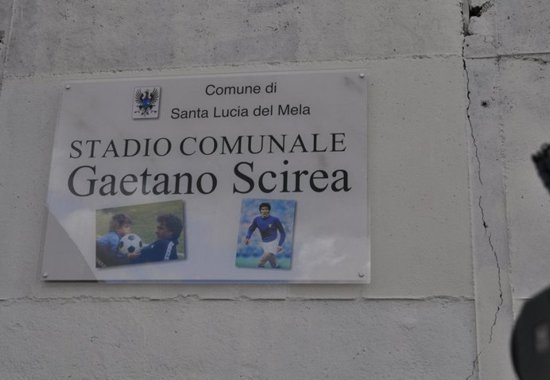 Comune di
Santa Lucia del Mela
STADIO COMUNALE
Gaetano Scirea